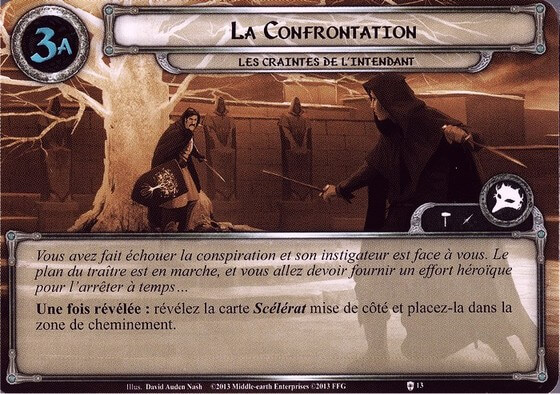 3A
LA CONFRONTATION
LES CRAINTES DE L'INTENDANT
Vous avez fait échouer la conspiration et son instigateur est face à vous. Le
plan du traître est en marche, et vous allez devoir fournir un effort héroïque
pour l'arrêter à temps…
Une fois révélée : révélez la carte Scélérat mise de côté et placez-la dans la
zone de cheminement.
Illus. David Auden Nash ©2013 Middle-earth Enterprises ©2013 FFG 13